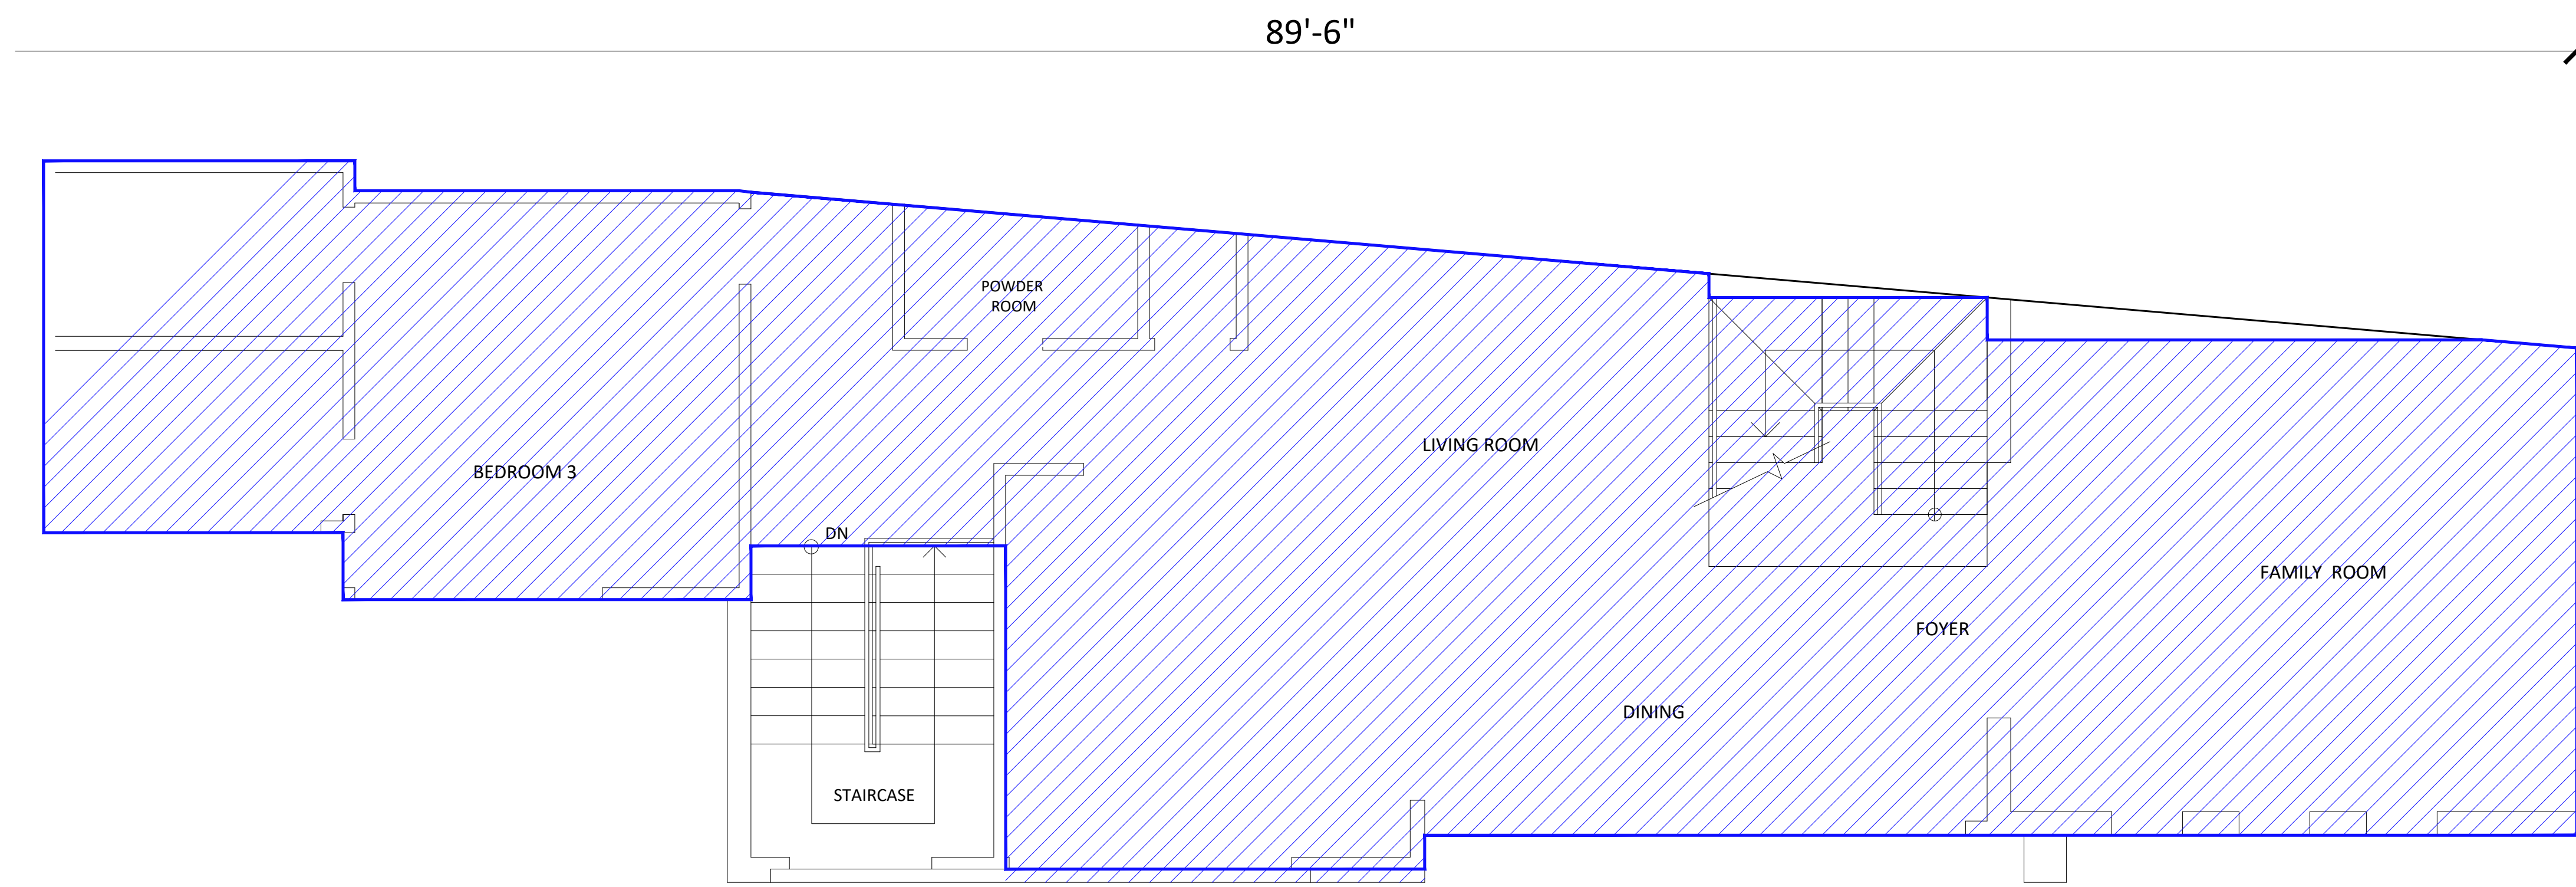 89'-6"
POWDER
ROOM
LIVING ROOM
BEDROOM 3
DN
FAMILY  ROOM
FOYER
DINING
STAIRCASE